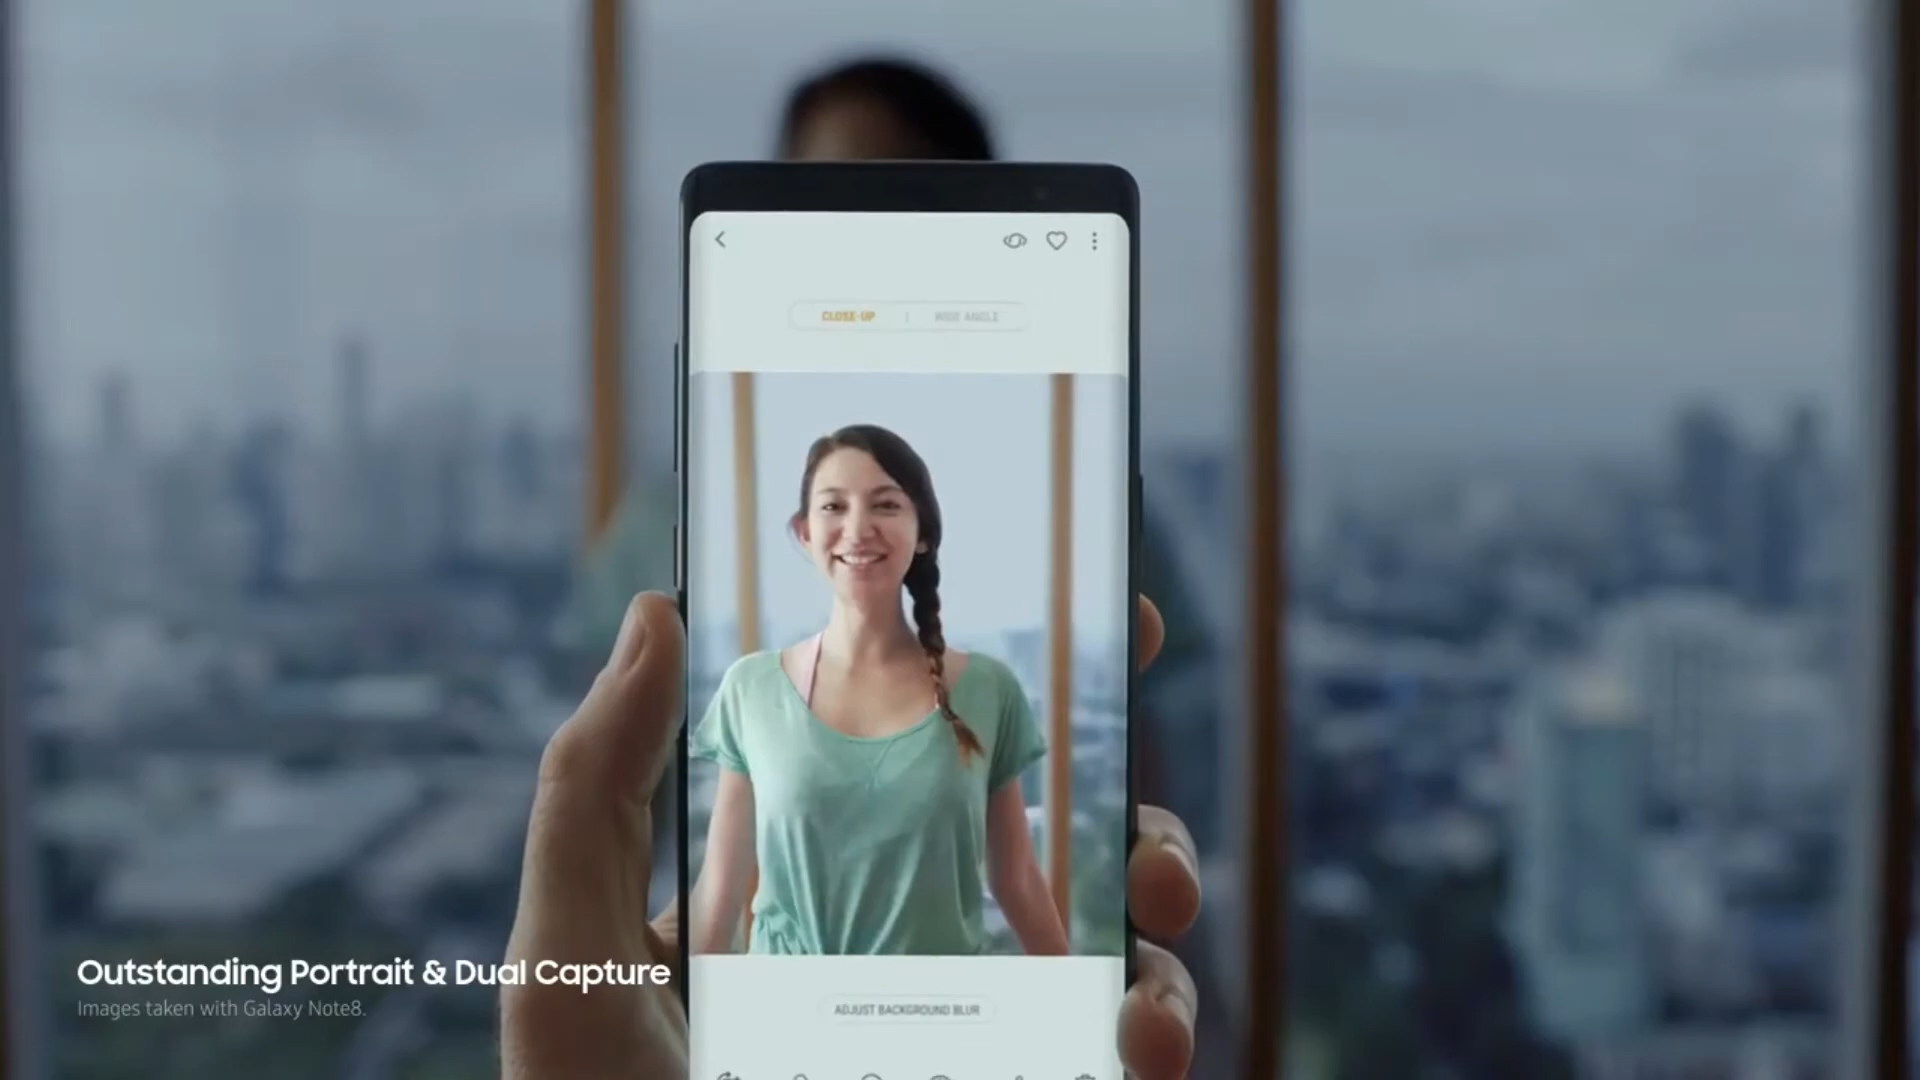 CLOSE-UP | WIDE ANGLE
Outstanding Portrait & Dual Capture
Images taken with Galaxy Note8.
ADJUST BACKGROUND BLUR